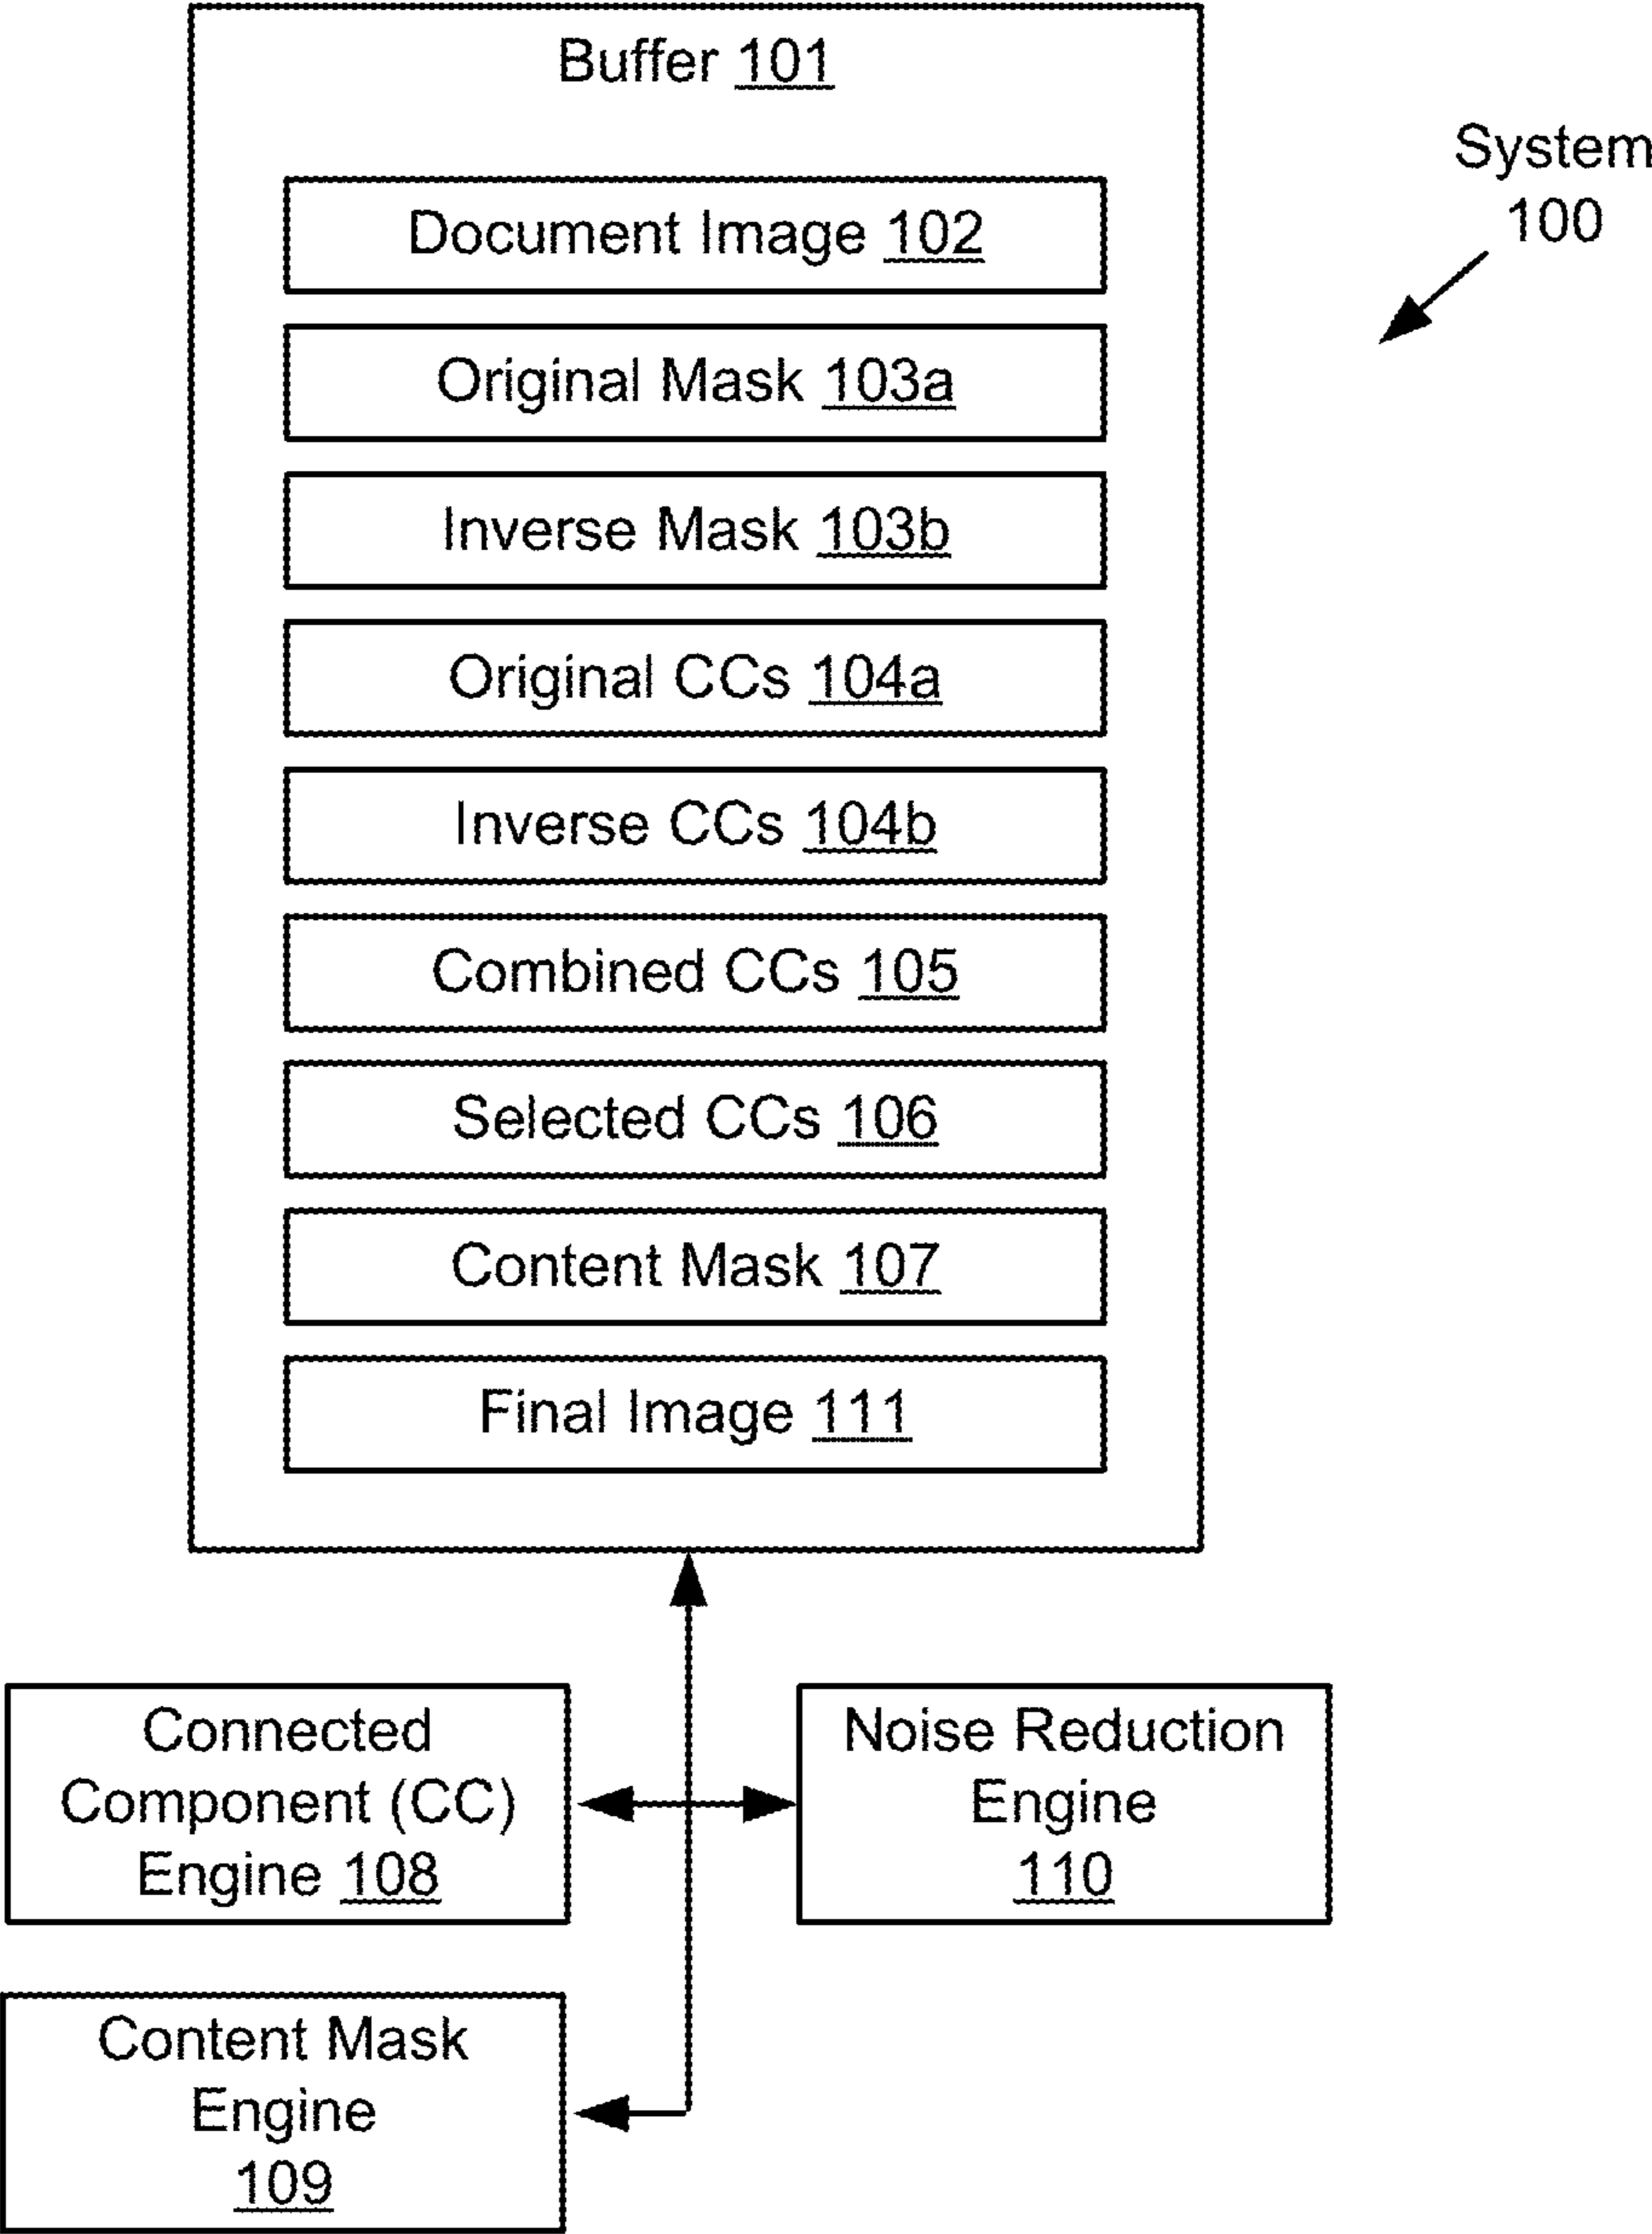 Buffer 101
System
100
Document Image 102
Original Mask 103a
Inverse Mask 103b
Original CCs 104a
Inverse CCs 104b
Combined CCs 105
Selected CCs 106
Content Mask 107
Final Image 111
Connected
Component (CC)
Engine 108
Noise Reduction
Engine
110
Content Mask
Engine
109